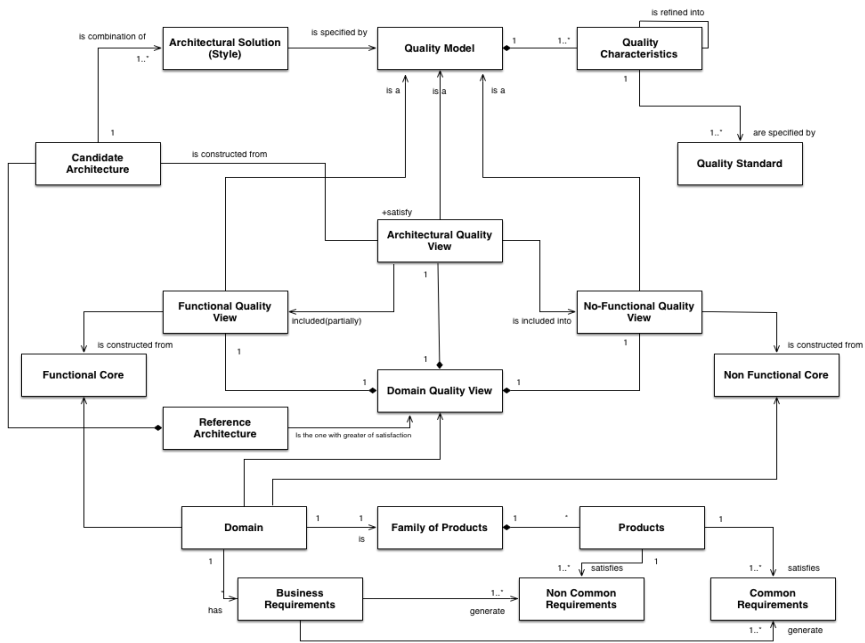 is refined into
is combination of
Architectural Solution
(Style)
is specified by
Quality Model
1
1..*
Quality
Characteristics
1..*
is a
is a
is a
1
1
1..*
are specified by
Candidate
Architecture
is constructed from
Quality Standard
+satisfy
Architectural Quality
View
1
Functional Quality
View
included(partially)
is included into
No-Functional Quality
View
is constructed from
1
1
1
is constructed from
Functional Core
1
Domain Quality View
1
Non Functional Core
Reference
Architecture
Is the one with greater of satisfaction
Domain
1
1
is
Family of Products
1
*
Products
1
1
1..*
satisfies
1
1..*
satisfies
has
*
Business
Requirements
1..*
generate
Non Common
Requirements
Common
Requirements
1..*
generate